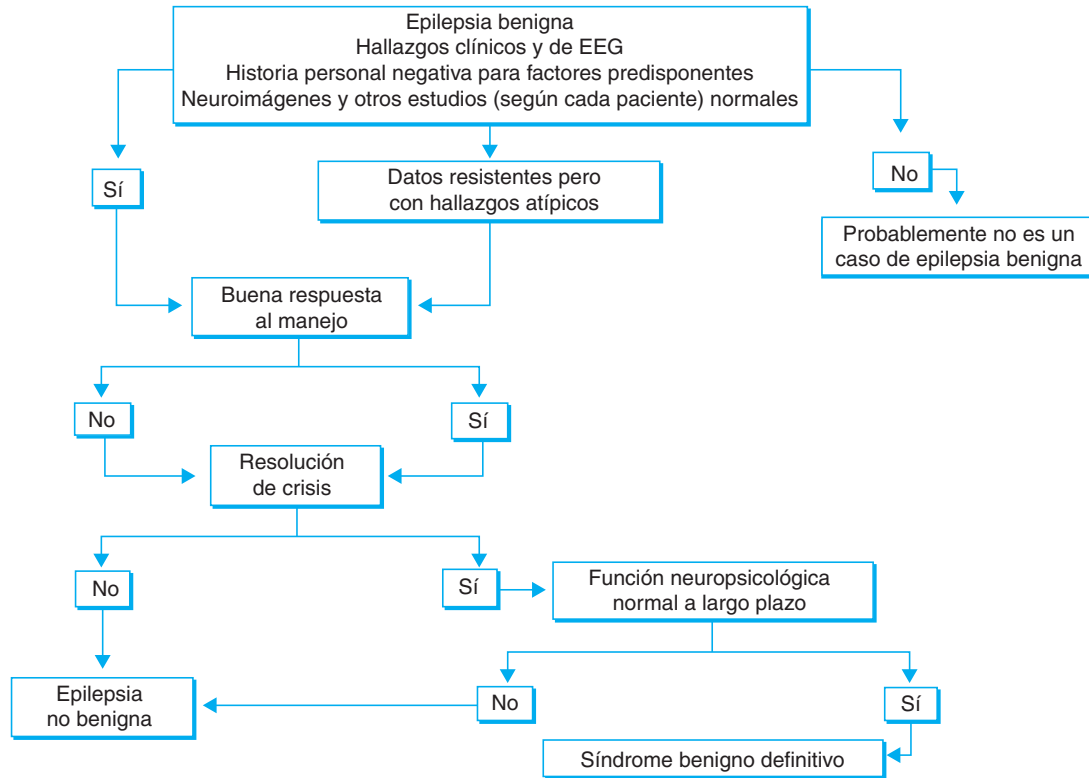 Epilepsia benigna
Hallazgos clínicos y de EEG
Historia personal negativa para factores predisponentes
Neuroimágenes y otros estudios (según cada paciente) normales
Sí
Datos resistentes pero
con hallazgos atípicos
No
Probablemente no es un
caso de epilepsia benigna
Buena respuesta
al manejo
No
Sí
Resolución
de crisis
No
Sí
Función neuropsicológica
normal a largo plazo
Epilepsia
no benigna
No
Sí
Síndrome benigno definitivo